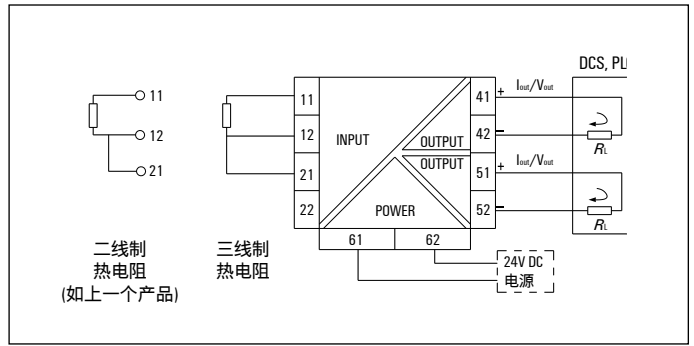 DCS, PL
11
12
21
二线制
热电阻
(如上一个产品)
三线制
热电阻
11
12
21
22
INPUT
OUTPUT
OUTPUT
POWER
41
42
51
52
61
62
+
Iout/Vout
−
RL
+
Iout/Vout
−
RL
24V DC
电源